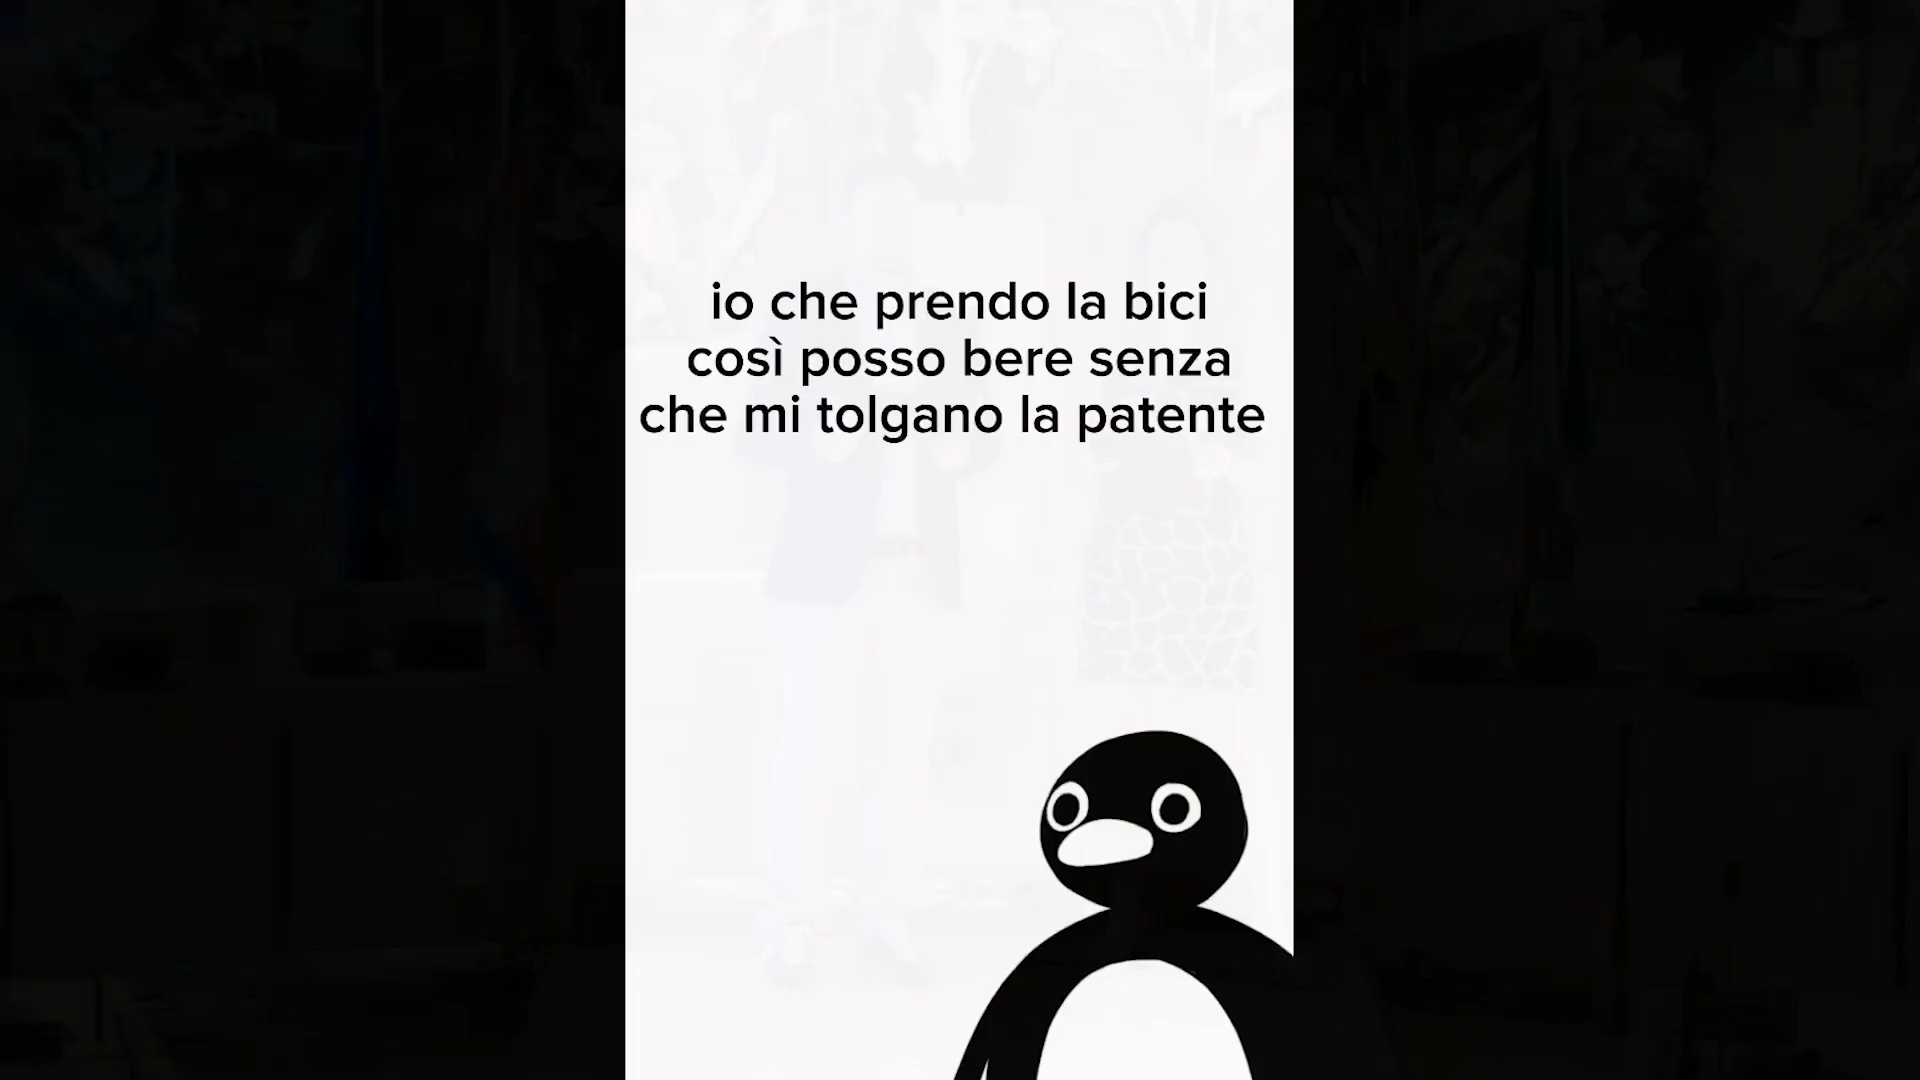 io che prendo la bici
così posso bere senza
che mi tolgano la patente